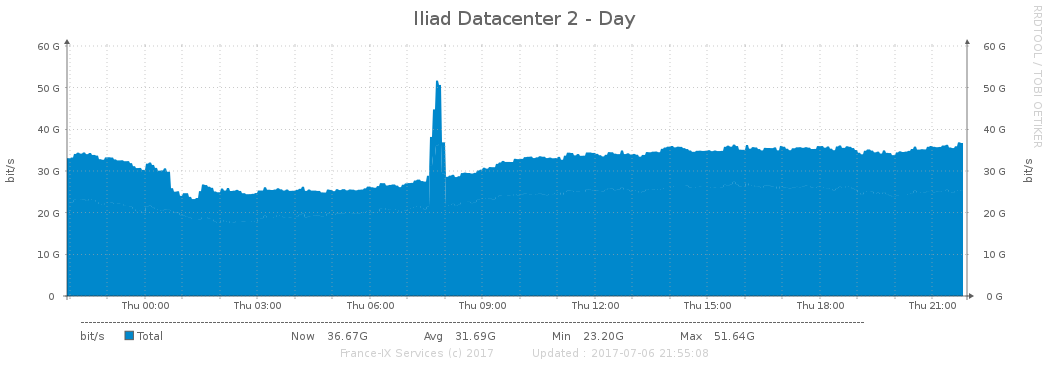 Iliad Datacenter 2 - Day
RRDTOOL / TOBI OETIKER
bit/s
60 G
50 G
40 G
30 G
20 G
10 G
0
60 G
50 G
40 G
30 G
20 G
10 G
0 G
bit/s
Thu 00:00 Thu 03:00 Thu 06:00 Thu 09:00 Thu 12:00 Thu 15:00 Thu 18:00 Thu 21:00
bit/s Total Now 36.67G Avg 31.69G Min 23.20G Max 51.64G
France-IX Services (c) 2017 Updated : 2017-07-06 21:55:08